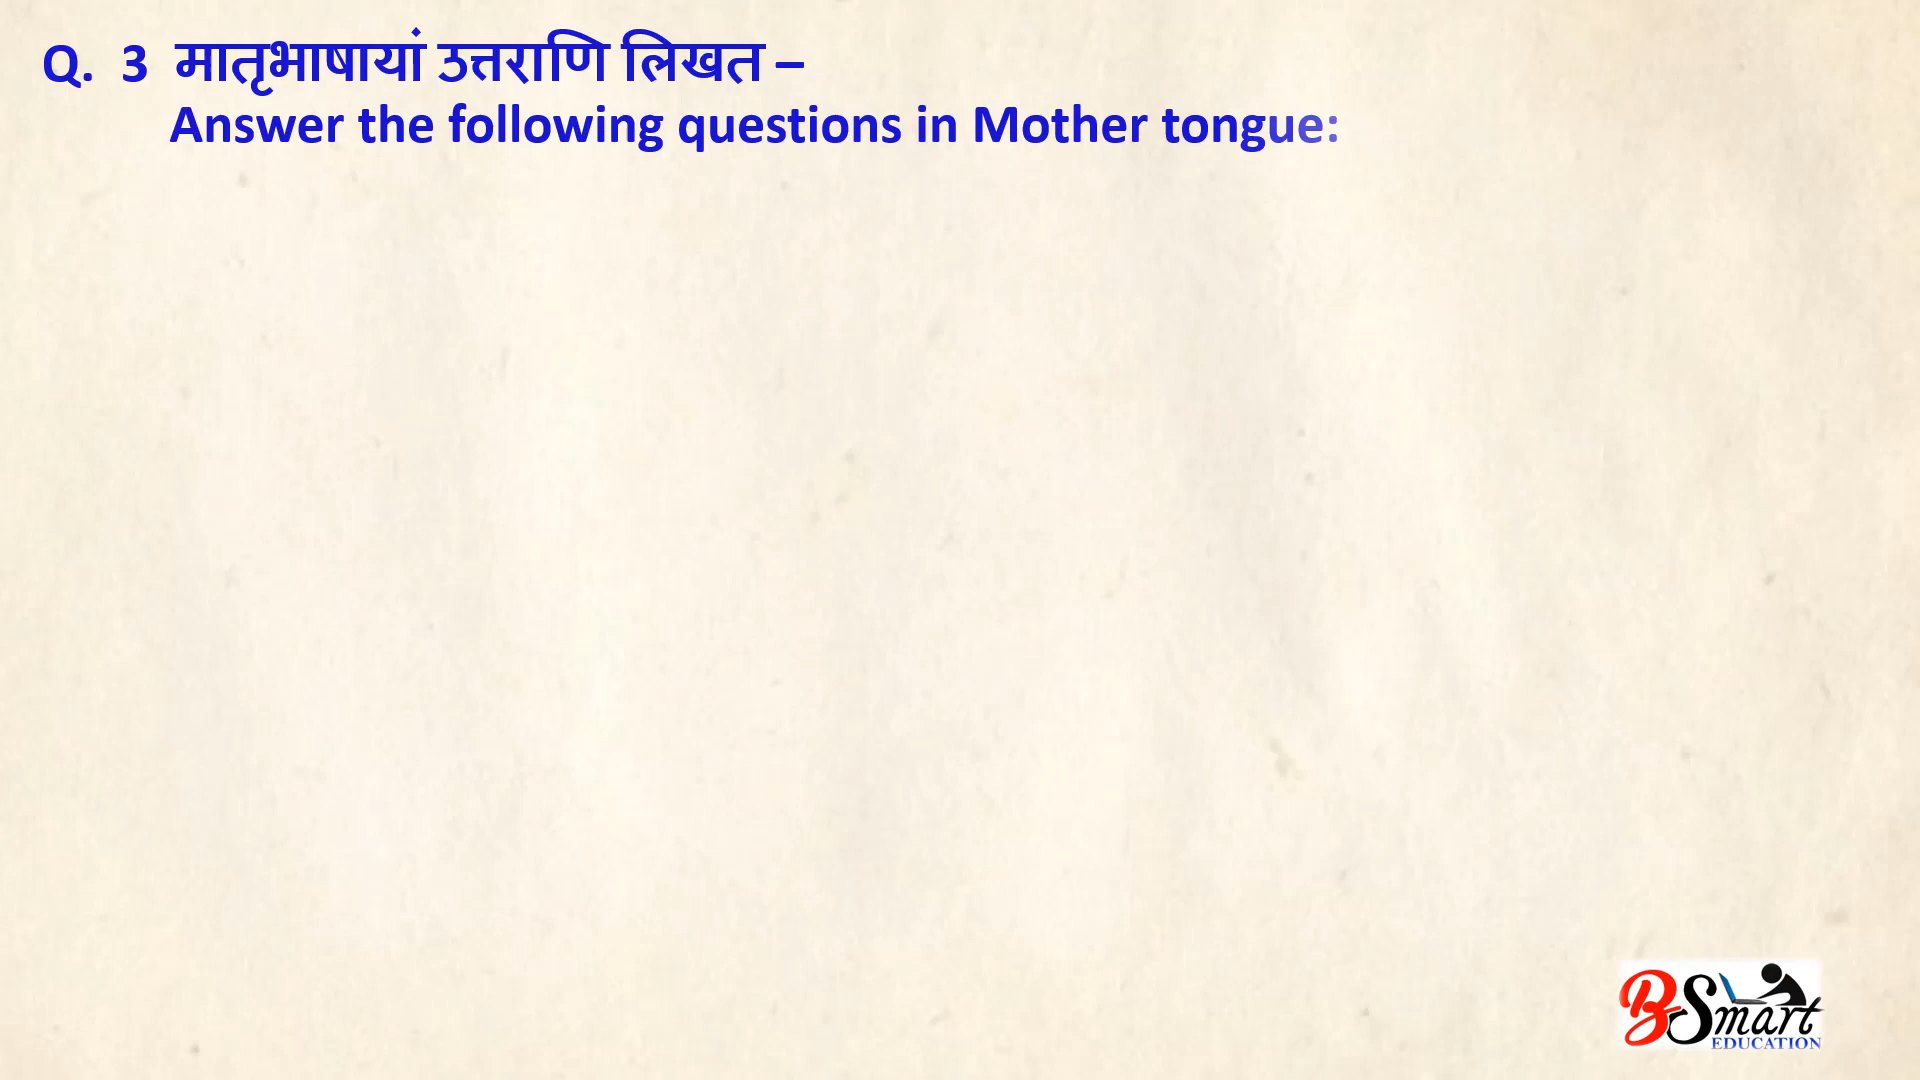 Q. 3 मातृभाषायां उत्तराणि लिखत –
Answer the following questions in Mother tongue:
BSmart
EDUCATION